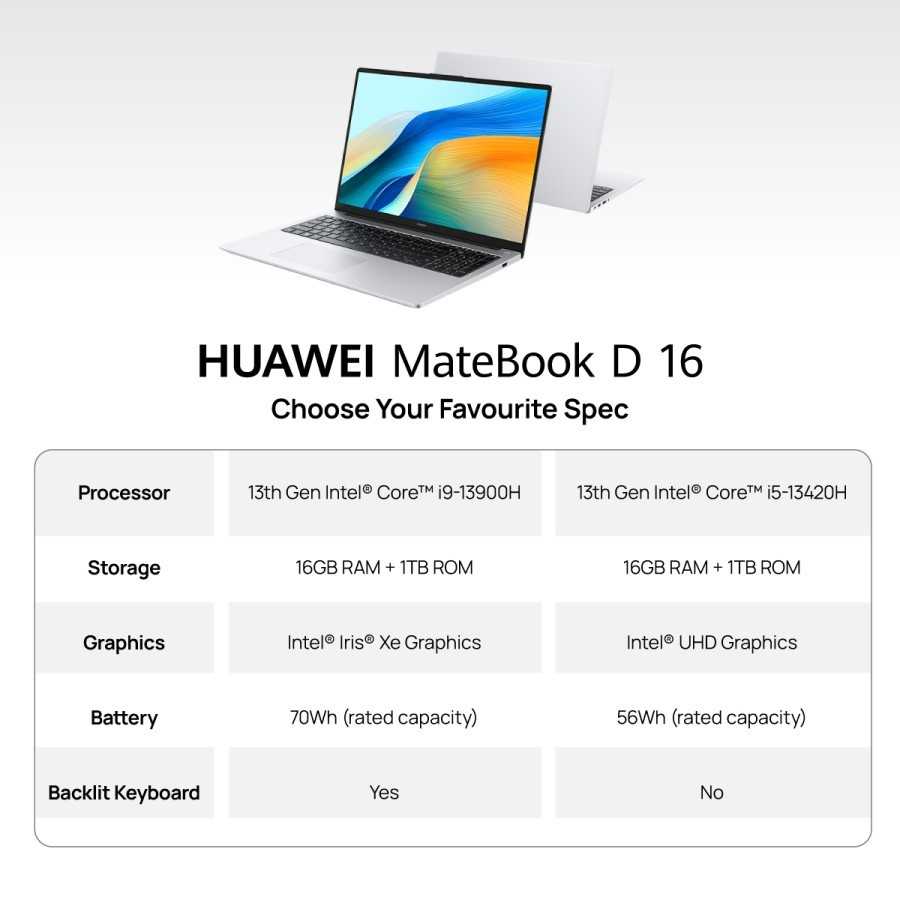 HUAWEI MateBook D 16
Choose Your Favourite Spec
Processor 13th Gen Intel® Core™ i9-13900H 13th Gen Intel® Core™ i5-13420H
Storage 16GB RAM + 1TB ROM 16GB RAM + 1TB ROM
Graphics Intel® Iris® Xe Graphics Intel® UHD Graphics
Battery 70Wh (rated capacity) 56Wh (rated capacity)
Backlit Keyboard Yes No